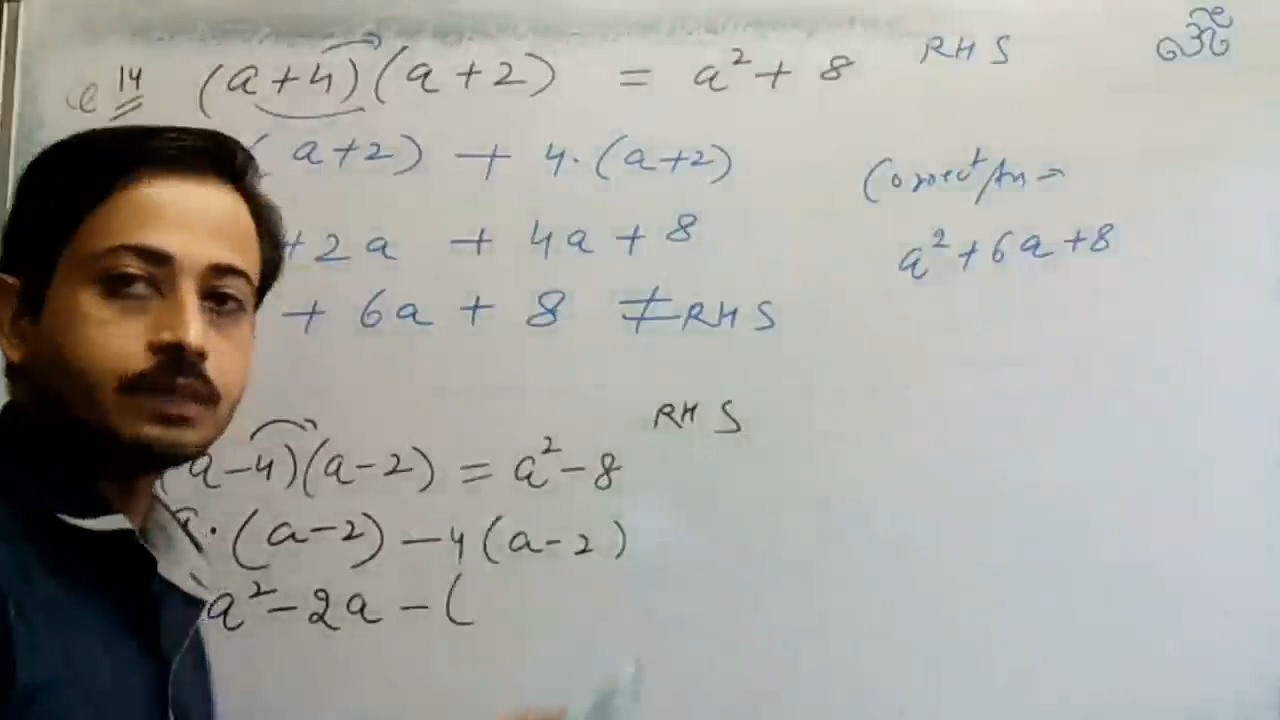 e 14 (a+4)(a+2) = a²+8 RHS ॐ
(a+2) + 4.(a+2)
+2a + 4a+8
+ 6a + 8 ≠ RHS
Correct An =
a²+6a+8
RHS
(a-4)(a-2) = a²-8
a.(a-2) -4(a-2)
a²-2a-(